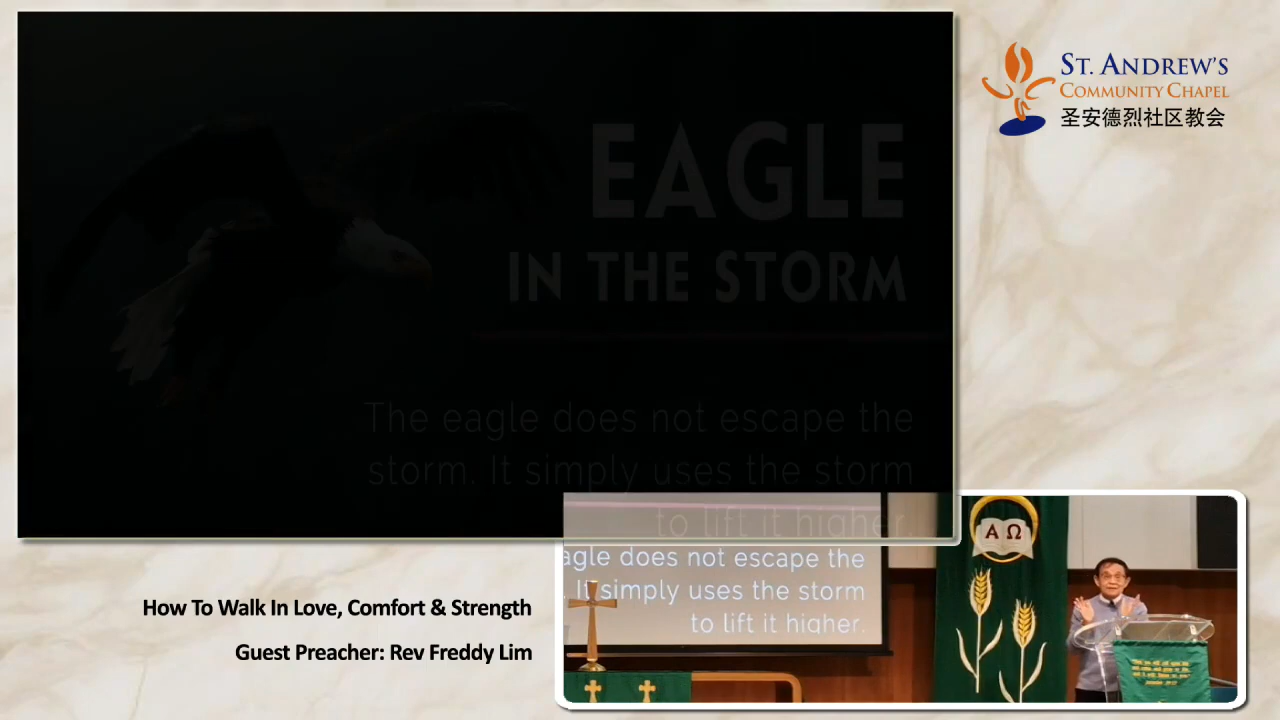 EAGLE
IN THE STORM
The eagle does not escape the
storm. It simply uses the storm
to lift it higher.
ST. ANDREW'S
COMMUNITY CHAPEL
圣安德烈社区教会
How To Walk In Love, Comfort & Strength
Guest Preacher: Rev Freddy Lim
agle does not escape the
. It simply uses the storm
to lift it higher.
Α Ω